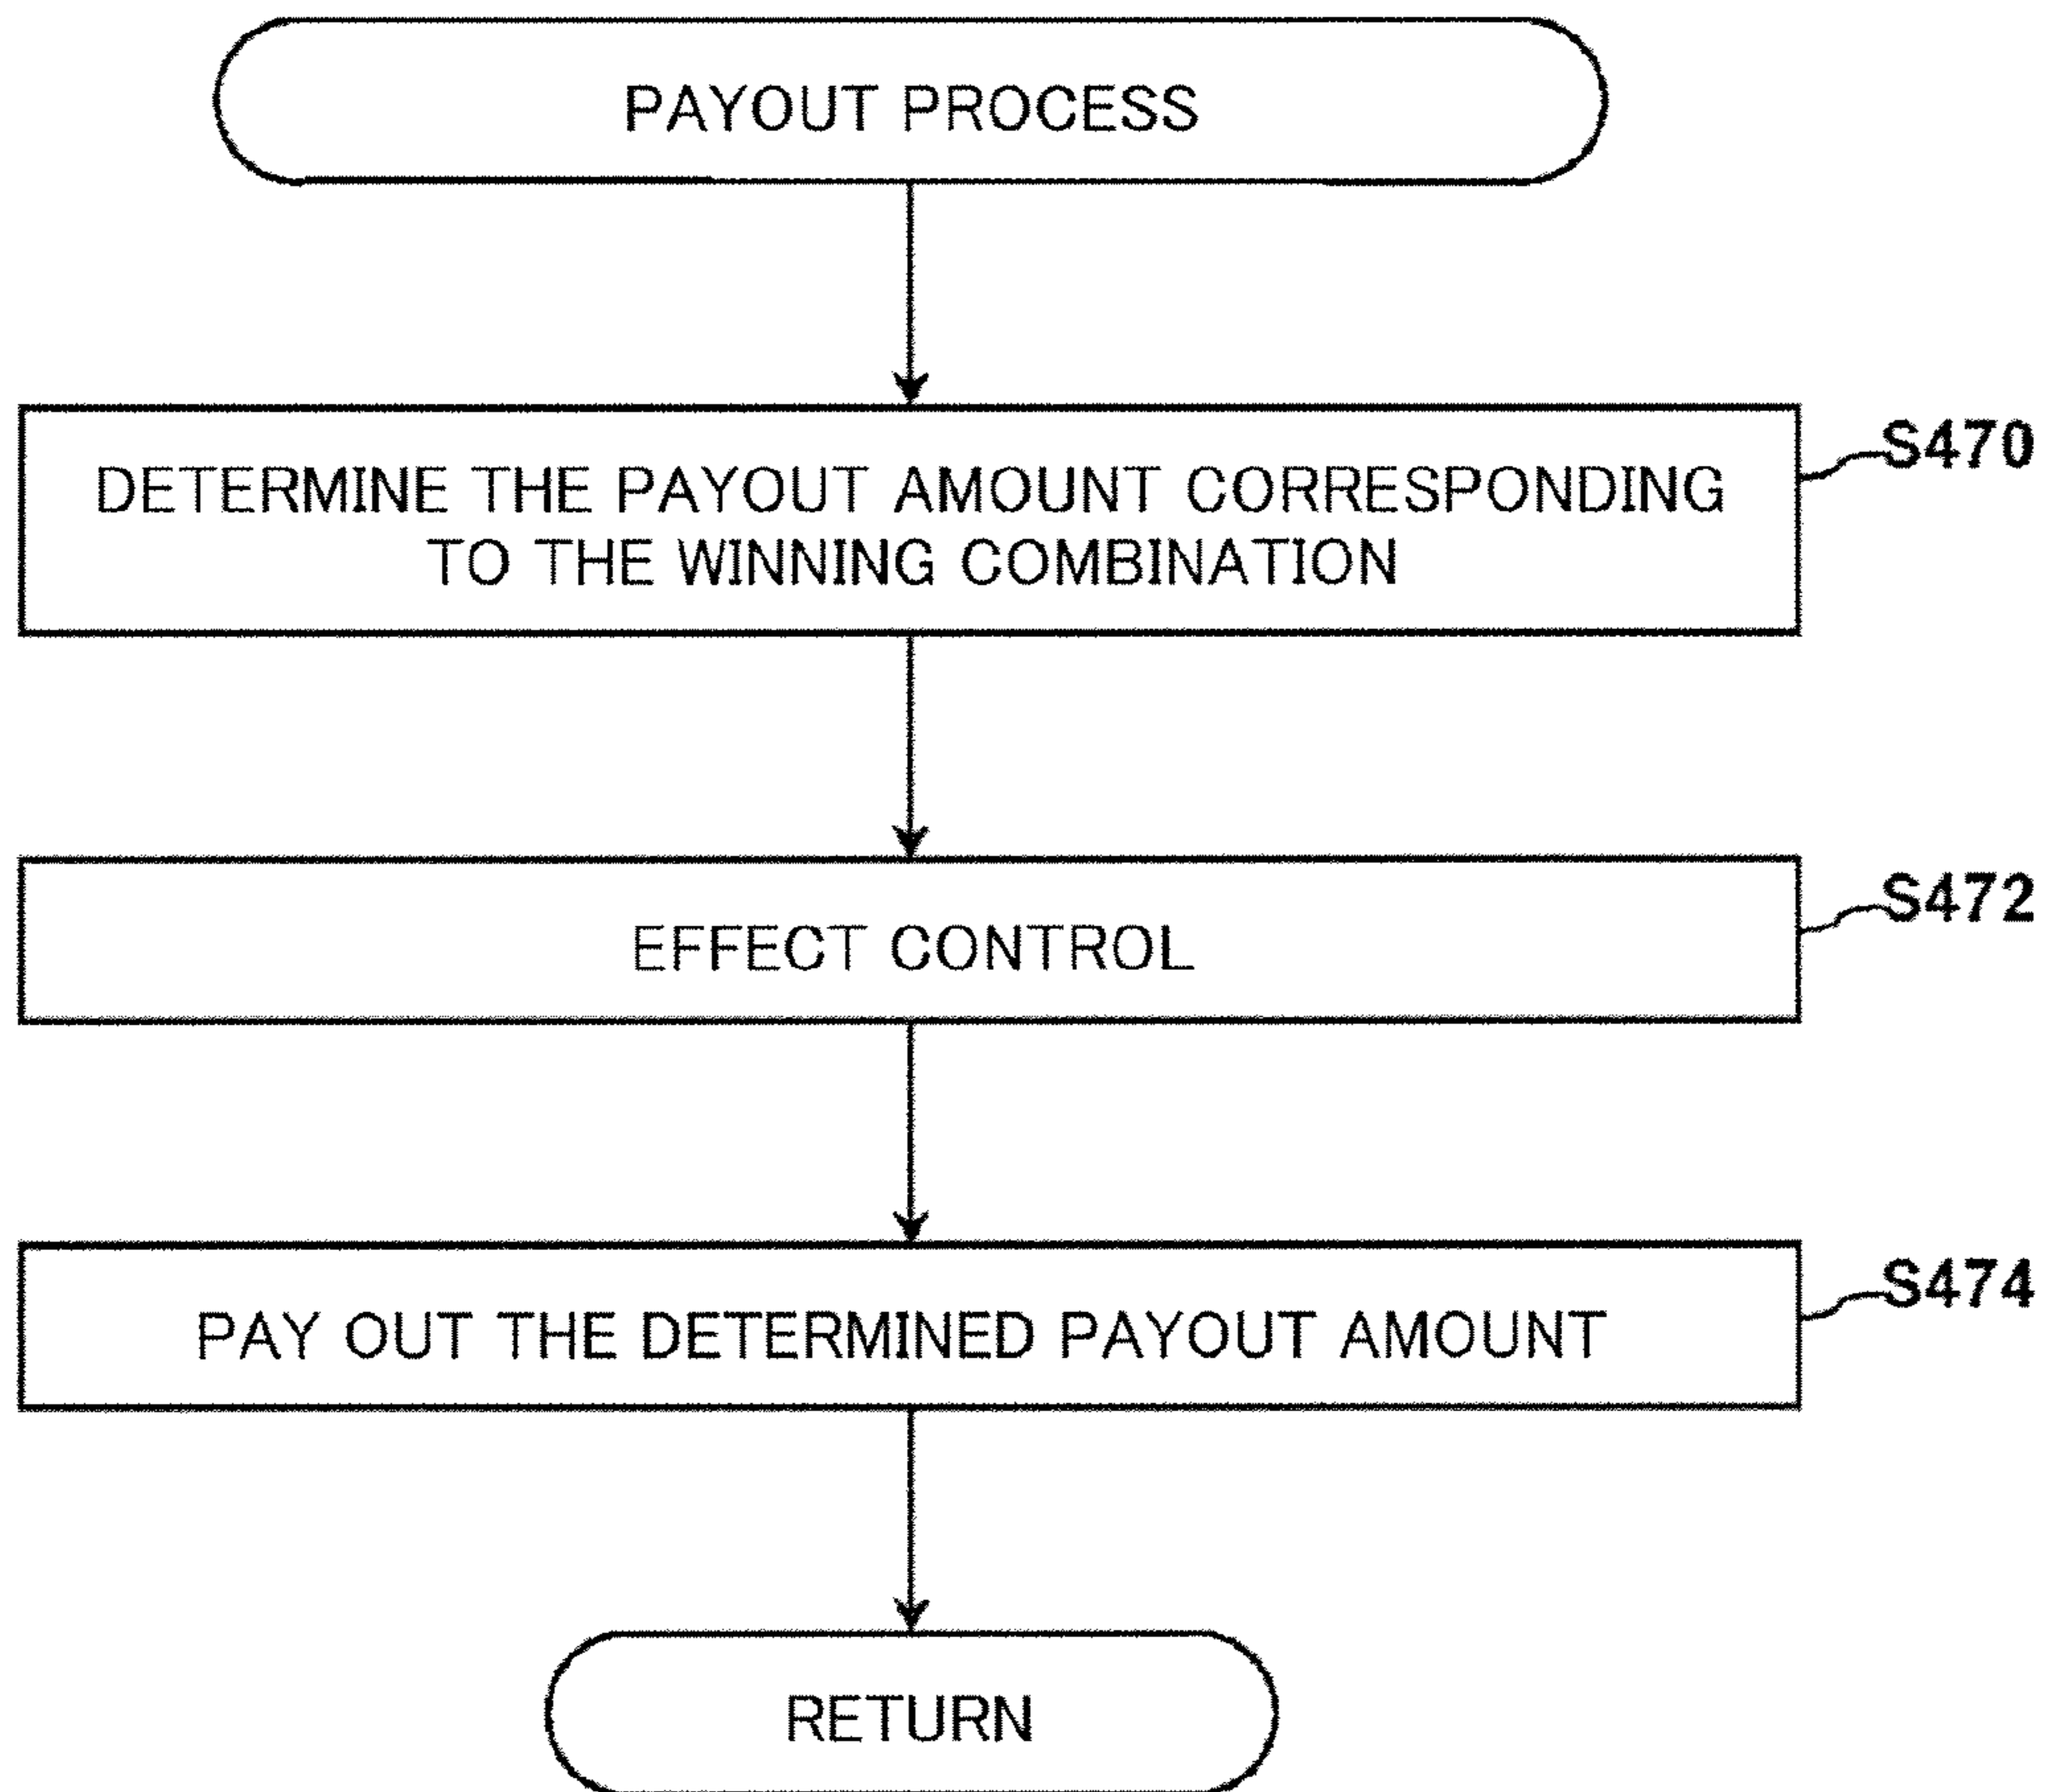 PAYOUT PROCESS
DETERMINE THE PAYOUT AMOUNT CORRESPONDING
TO THE WINNING COMBINATION
S470
EFFECT CONTROL
S472
PAY OUT THE DETERMINED PAYOUT AMOUNT
S474
RETURN